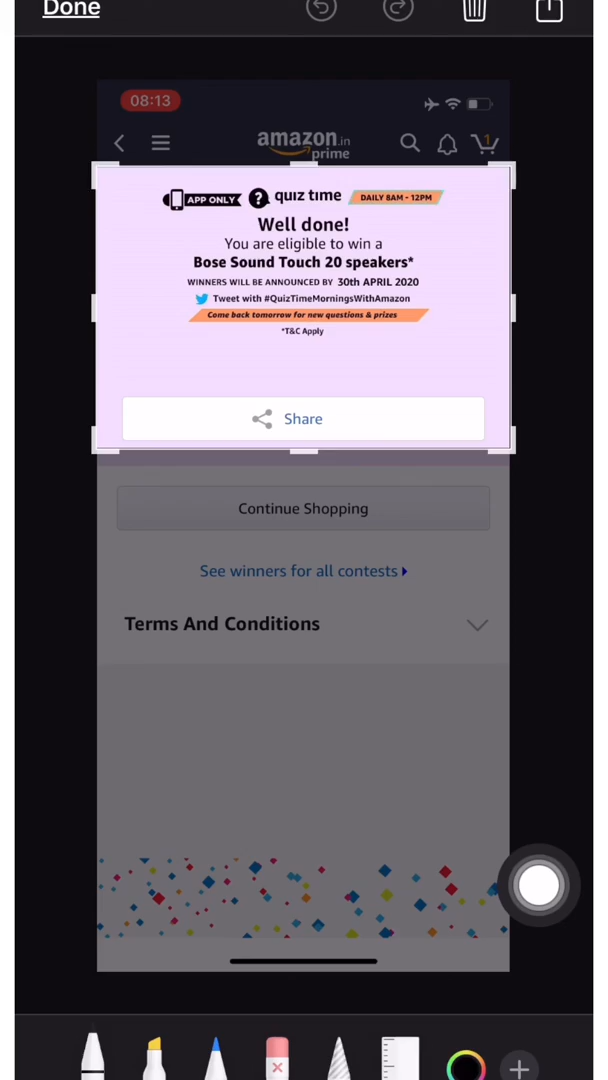 Done
08:13
amazon.in
prime
1
APP ONLY ? quiz time DAILY 8AM - 12PM
Well done!
You are eligible to win a
Bose Sound Touch 20 speakers*
WINNERS WILL BE ANNOUNCED BY 30th APRIL 2020
Tweet with #QuizTimeMorningsWithAmazon
Come back tomorrow for new questions & prizes
*T&C Apply
Share
Continue Shopping
See winners for all contests
Terms And Conditions